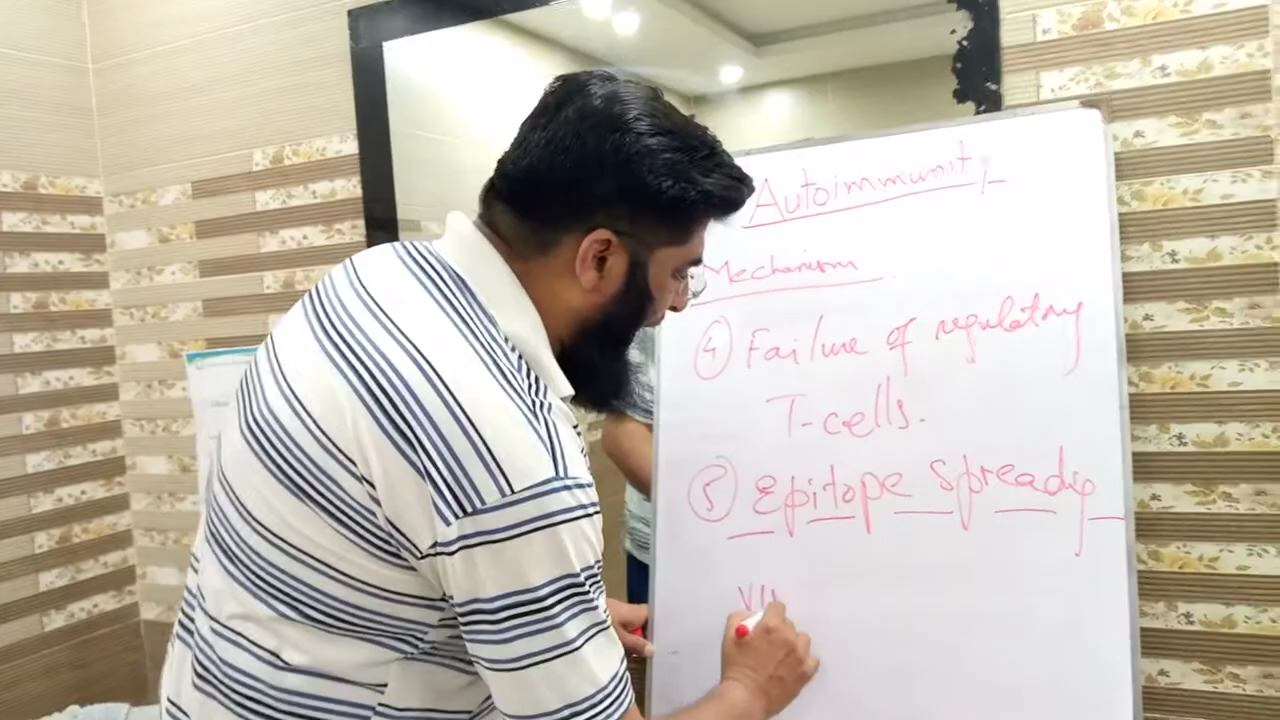 Autoimmunity
Mechanism
④ Failure of regulatory
T-cells.
⑤ Epitope Spreading